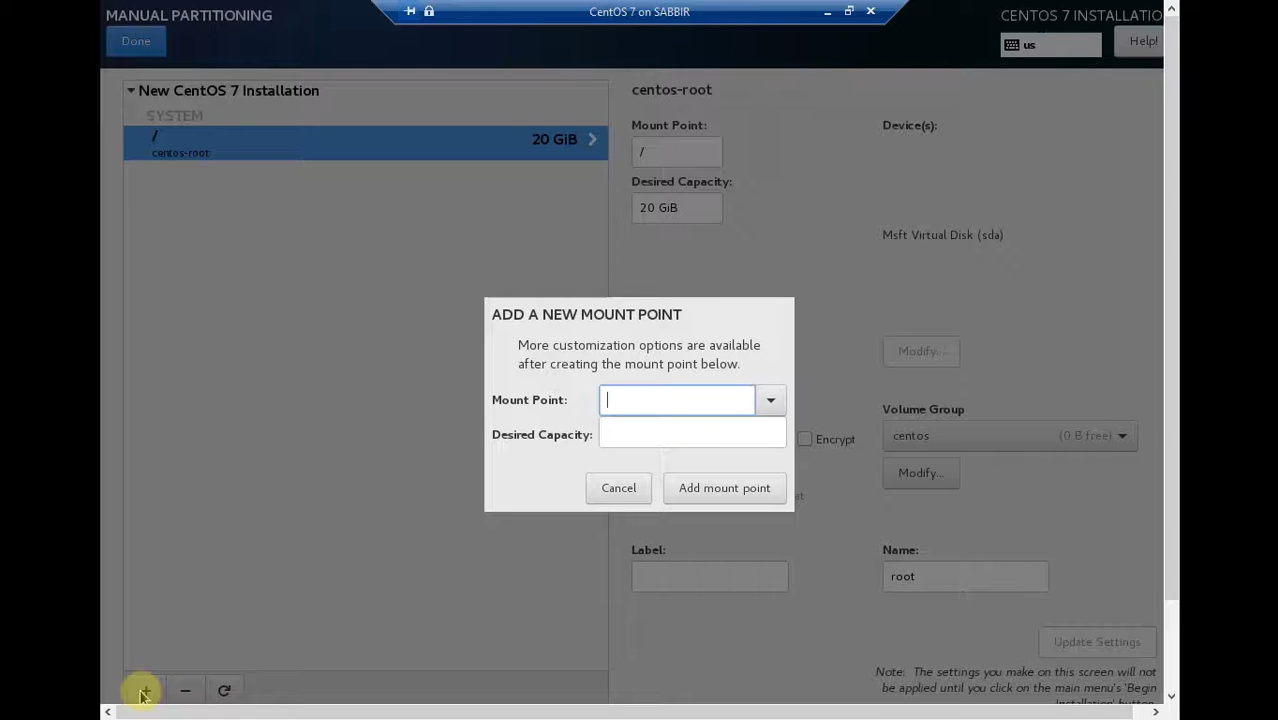 MANUAL PARTITIONING
CentOS 7 on SABBIR
CENTOS 7 INSTALLATIO
Done
us
Help!
New CentOS 7 Installation
SYSTEM
/
20 GiB
centos-root
centos-root
Mount Point:
Device(s):
/
Desired Capacity:
20 GiB
Msft Virtual Disk (sda)
Modify...
ADD A NEW MOUNT POINT
More customization options are available
after creating the mount point below.
Mount Point:
Desired Capacity:
Cancel
Add mount point
Encrypt
Volume Group
centos
(0 B free)
Modify...
Label:
Name:
root
Update Settings
Note: The settings you make on this screen will not
be applied until you click on the main menu's 'Begin
Installation' button.